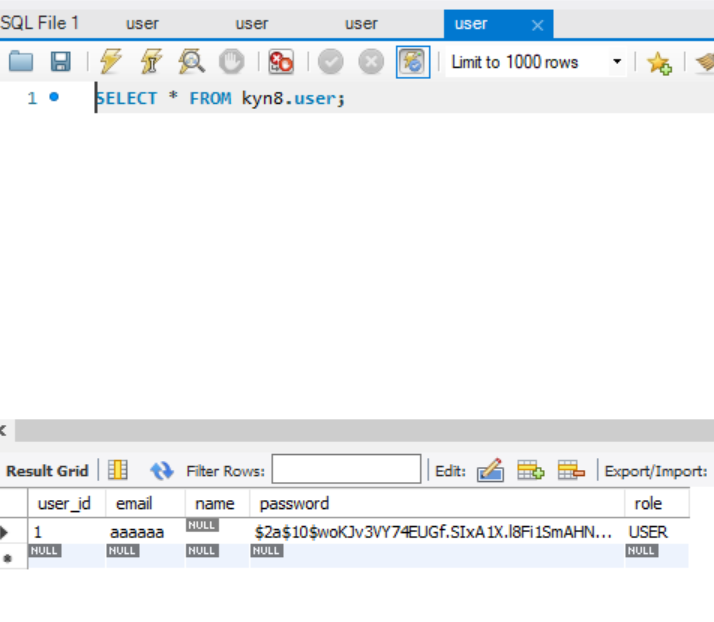 SQL File 1 user user user user
Limit to 1000 rows
1 SELECT * FROM kyn8.user;
Result Grid Filter Rows: Edit: Export/Import:
user_id email name password role
1 aaaaaa NULL $2a$10$woKJv3VY74EUGf.SIxA1X.l8Fi1SmAHN... USER
NULL NULL NULL NULL NULL